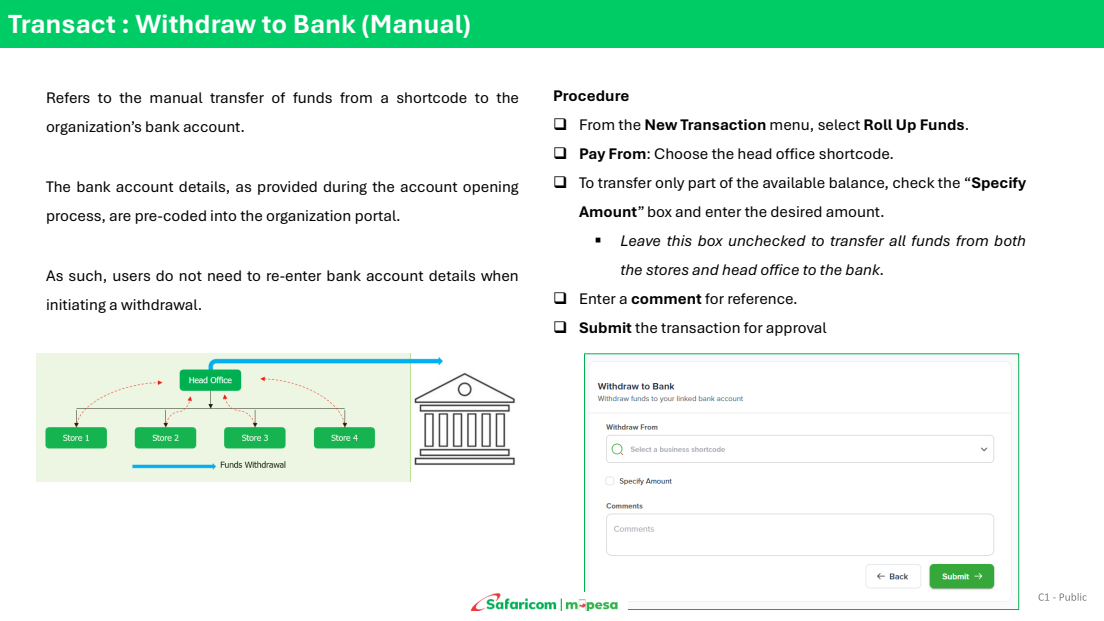 Transact : Withdraw to Bank (Manual)
Refers to the manual transfer of funds from a shortcode to the
organization’s bank account.
The bank account details, as provided during the account opening
process, are pre-coded into the organization portal.
As such, users do not need to re-enter bank account details when
initiating a withdrawal.
Head Office
Store 1
Store 2
Store 3
Store 4
Funds Withdrawal
Procedure
❑ From the New Transaction menu, select Roll Up Funds.
❑ Pay From: Choose the head office shortcode.
❑ To transfer only part of the available balance, check the “Specify
Amount” box and enter the desired amount.
▪ Leave this box unchecked to transfer all funds from both
the stores and head office to the bank.
❑ Enter a comment for reference.
❑ Submit the transaction for approval
Withdraw to Bank
Withdraw funds to your linked bank account
Withdraw From
Select a business shortcode
Specify Amount
Comments
Comments
← Back
Submit →
Safaricom | m-pesa
C1 - Public